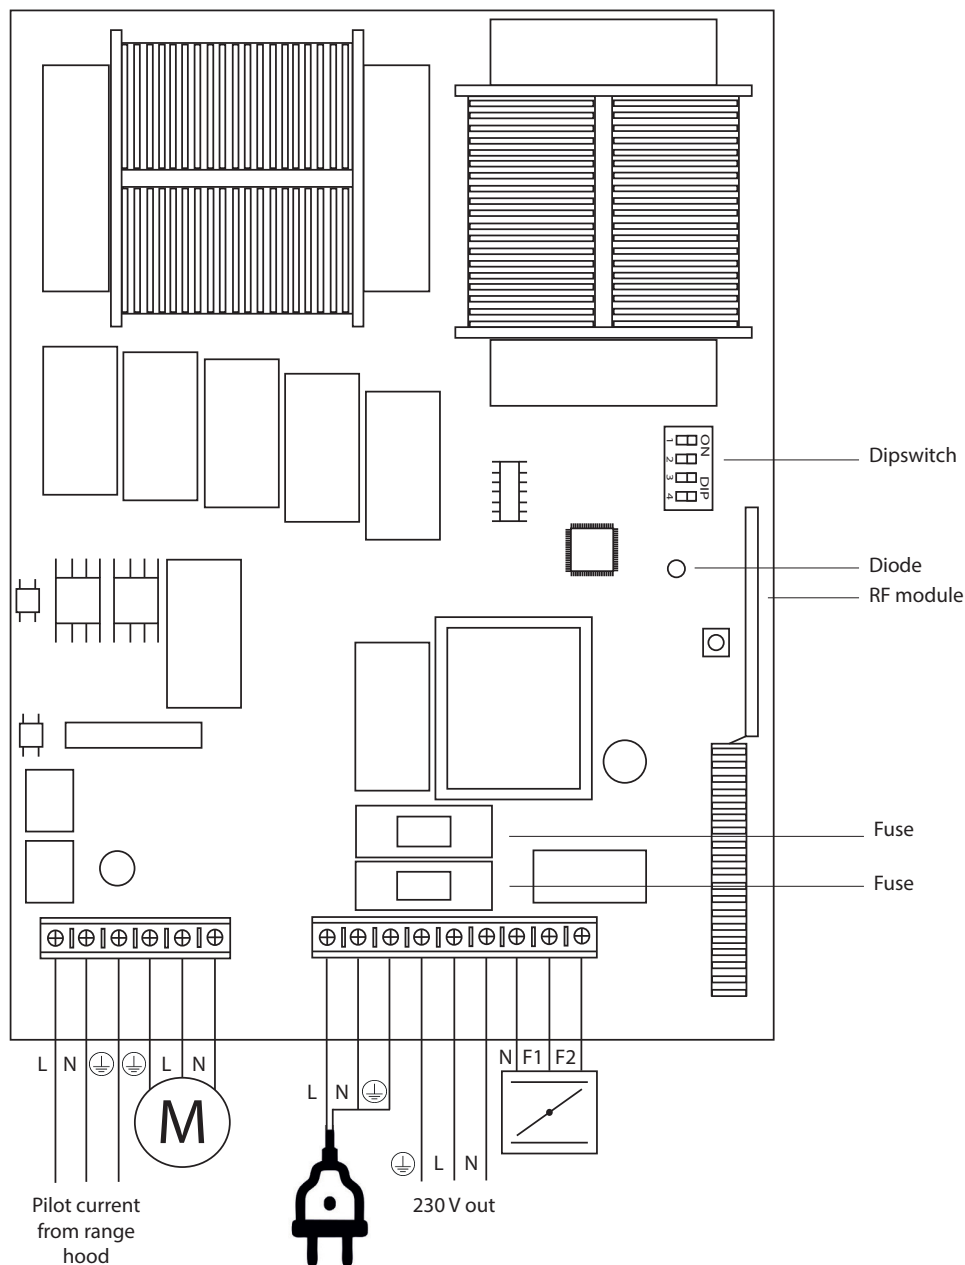 1 ON
2
3 DIP
4
Dipswitch
Diode
RF module
Fuse
Fuse
L N L N
N F1 F2
L N
M
L N
Pilot current
from range
hood
230 V out